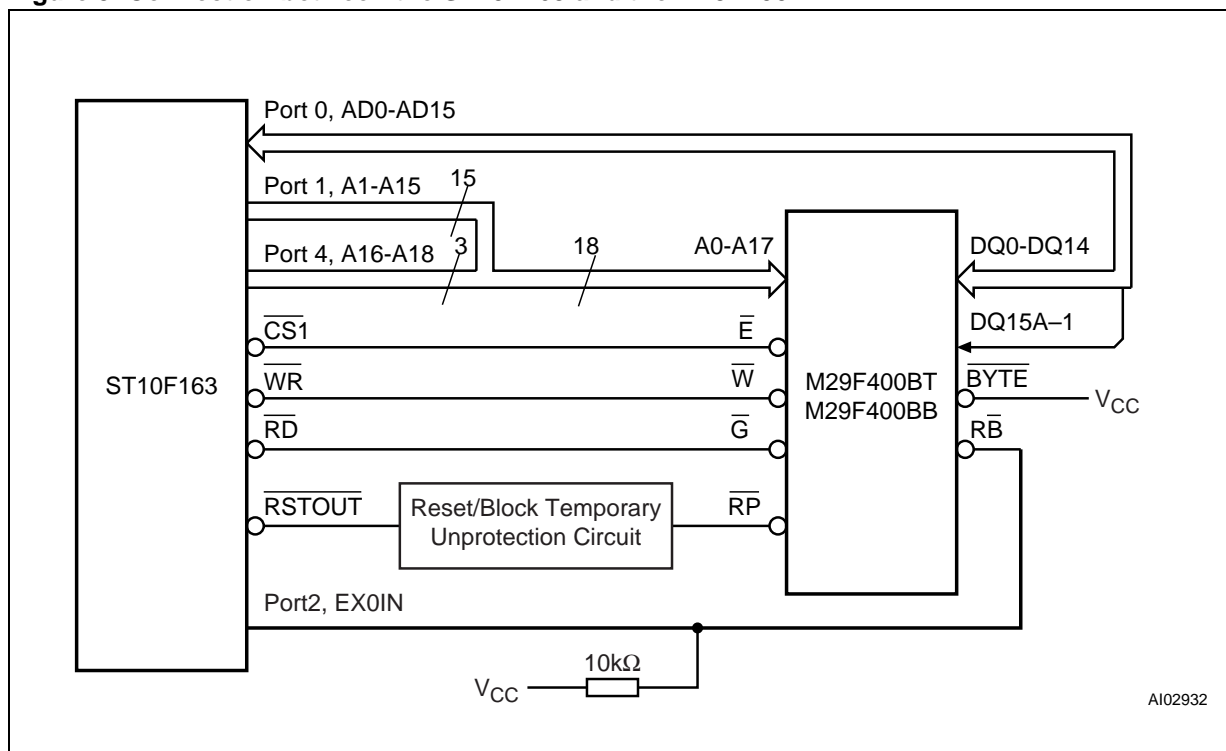 Port 0, AD0-AD15
Port 1, A1-A15
15
Port 4, A16-A18
3
18
A0-A17
DQ0-DQ14
DQ15A–1
CS1
E
ST10F163
WR
W
M29F400BT
M29F400BB
BYTE
VCC
RD
G
RB
RSTOUT
Reset/Block Temporary
Unprotection Circuit
RP
Port2, EX0IN
10kΩ
VCC
AI02932